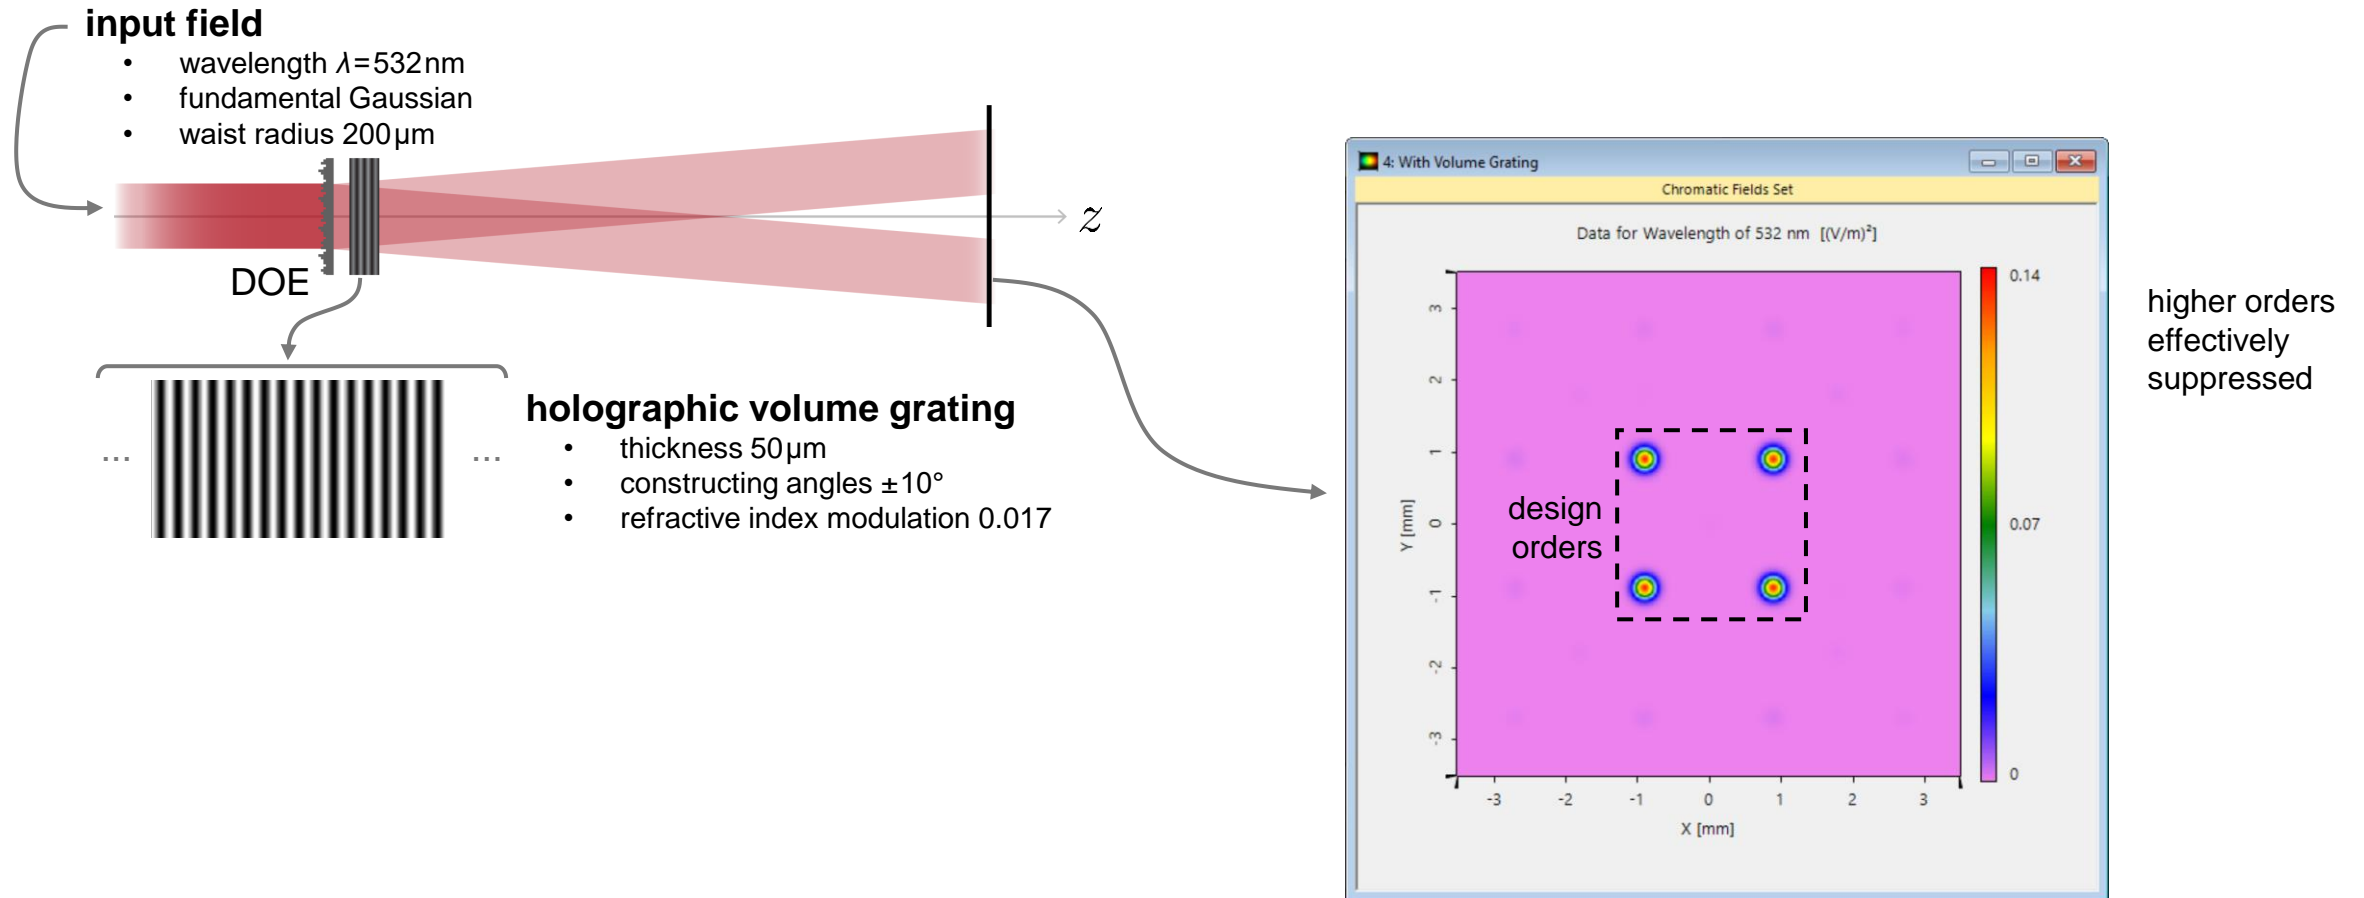 input field
• wavelength λ=532nm
• fundamental Gaussian
• waist radius 200μm
DOE
z
... ...
holographic volume grating
• thickness 50μm
• constructing angles ±10°
• refractive index modulation 0.017
4: With Volume Grating
Chromatic Fields Set
Data for Wavelength of 532 nm [(V/m)²]
0.14
0.07
0
Y [mm]
3
2
1
0
-1
-2
-3
-3 -2 -1 0 1 2 3
X [mm]
design
orders
higher orders
effectively
suppressed